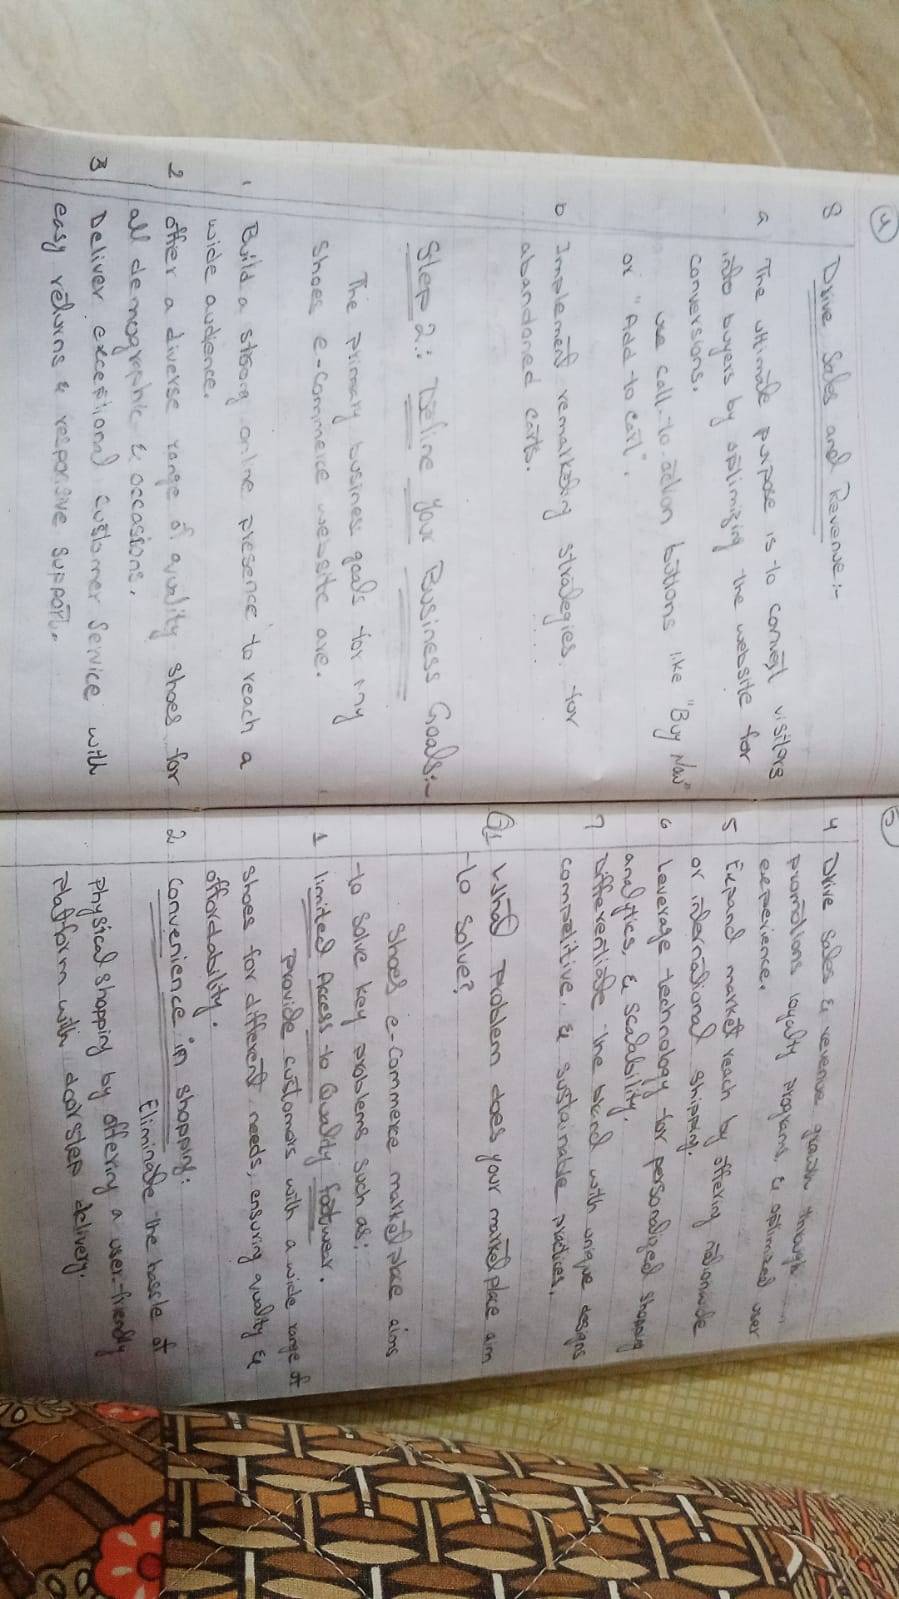 4
8 Drive Sales and Revenue:-
a The ultimate purpose is to convert visitors
into buyers by optimizing the website for
conversions.
use call-to-action buttons like "Buy Now"
or "Add to Cart".
b Implement remarketing strategies for
abandoned carts.
Step 2:: Define Your Business Goals:-
The primary business goals for my
Shoes e-commerce website are.
1 Build a strong online presence to reach a
wide audience.
2 offer a diverse range of quality shoes for
all demographic & occasions.
3 Deliver exceptional customer service with
easy returns & responsive support.
5
4 Drive sales & revenue growth through
promotions loyalty programs, & optimized user
experience.
5 Expand market reach by offering nationwide
or international shipping.
6 Leverage technology for personalized shopping
analytics, & scalability.
7 Differentiate the brand with unique designs
competitive, & sustainable practices.
Q1 What problem does your market place aim
to solve?
Shoes e-commerce market place aims
to solve key problems such as:
1 limited Access to Quality footwear.
Provide customers with a wide range of
shoes for different needs, ensuring quality &
affordability.
2 Convenience in shopping:
Eliminate the hassle of
physical shopping by offering a user-friendly
platform with doorstep delivery.